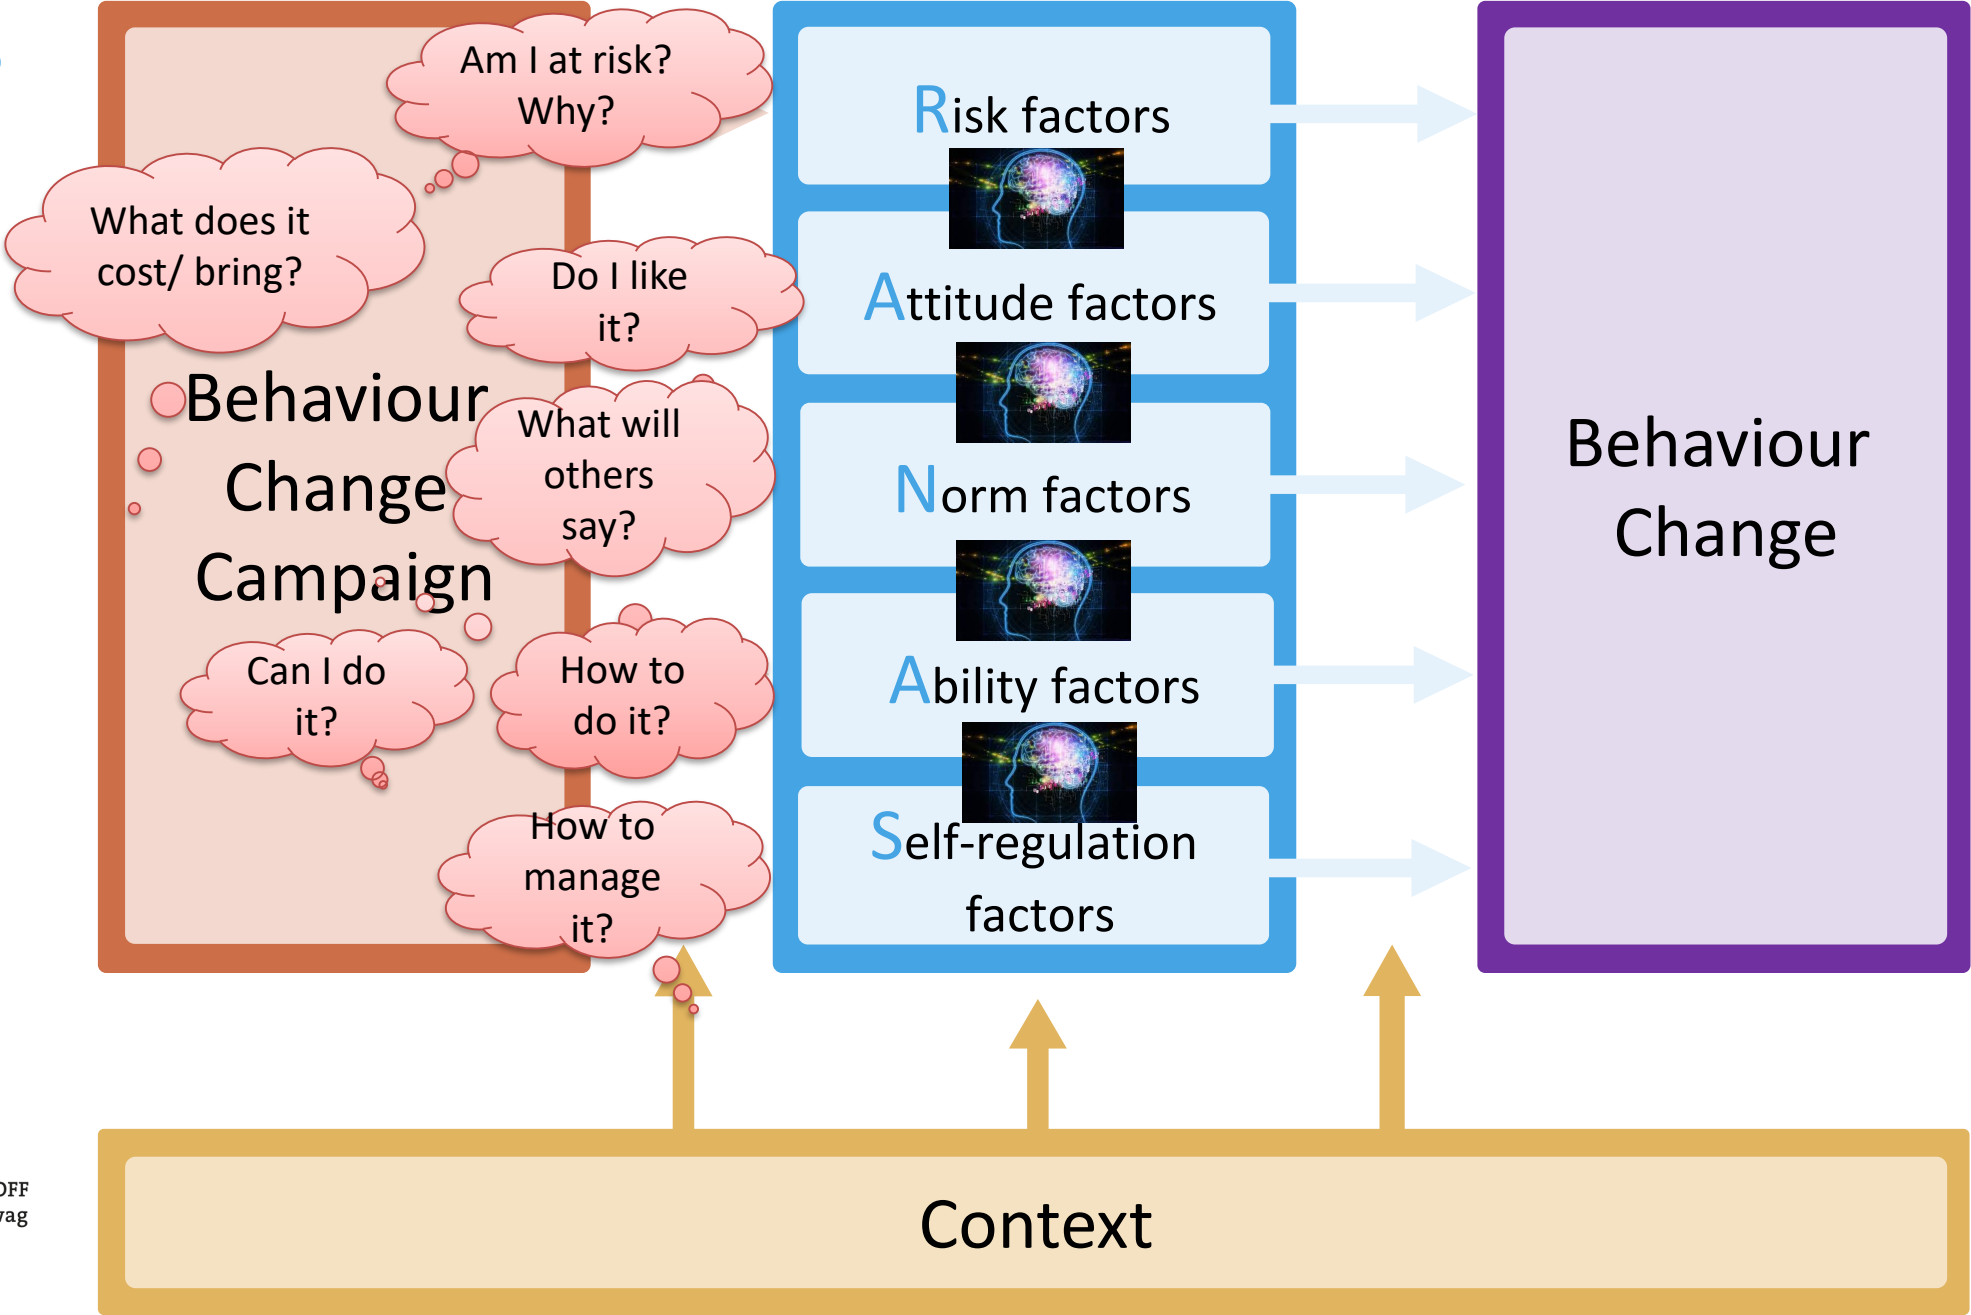 Am I at risk?
Why?
What does it
cost/ bring?
Do I like
it?
What will
others
say?
Behaviour
Change
Campaign
Can I do
it?
How to
do it?
How to
manage
it?
Risk factors
Attitude factors
Norm factors
Ability factors
Self-regulation
factors
Behaviour
Change
Context